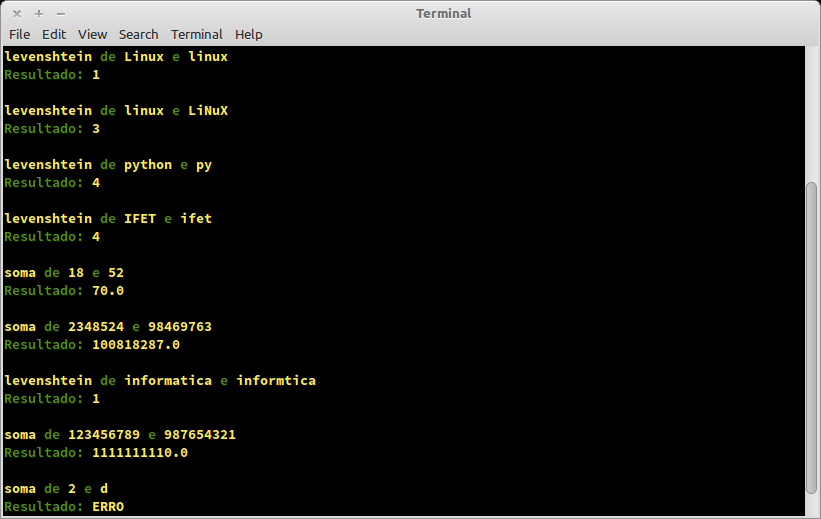 Terminal
File Edit View Search Terminal Help
levenshtein de Linux e linux
Resultado: 1
levenshtein de linux e LiNuX
Resultado: 3
levenshtein de python e py
Resultado: 4
levenshtein de IFET e ifet
Resultado: 4
soma de 18 e 52
Resultado: 70.0
soma de 2348524 e 98469763
Resultado: 100818287.0
levenshtein de informatica e informtica
Resultado: 1
soma de 123456789 e 987654321
Resultado: 1111111110.0
soma de 2 e d
Resultado: ERRO